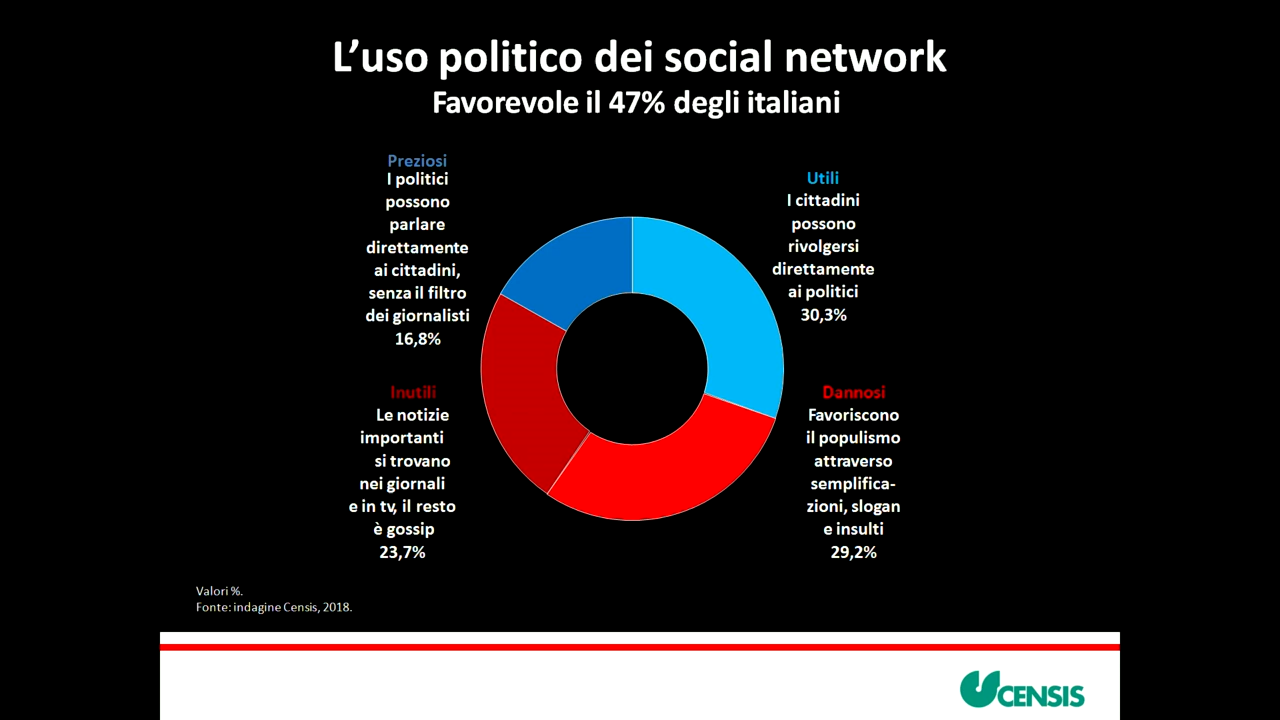 L’uso politico dei social network
Favorevole il 47% degli italiani
Preziosi
I politici
possono
parlare
direttamente
ai cittadini,
senza il filtro
dei giornalisti
16,8%
Utili
I cittadini
possono
rivolgersi
direttamente
ai politici
30,3%
Inutili
Le notizie
importanti
si trovano
nei giornali
e in tv, il resto
è gossip
23,7%
Dannosi
Favoriscono
il populismo
attraverso
semplifica-
zioni, slogan
e insulti
29,2%
Valori %.
Fonte: indagine Censis, 2018.
CENSIS